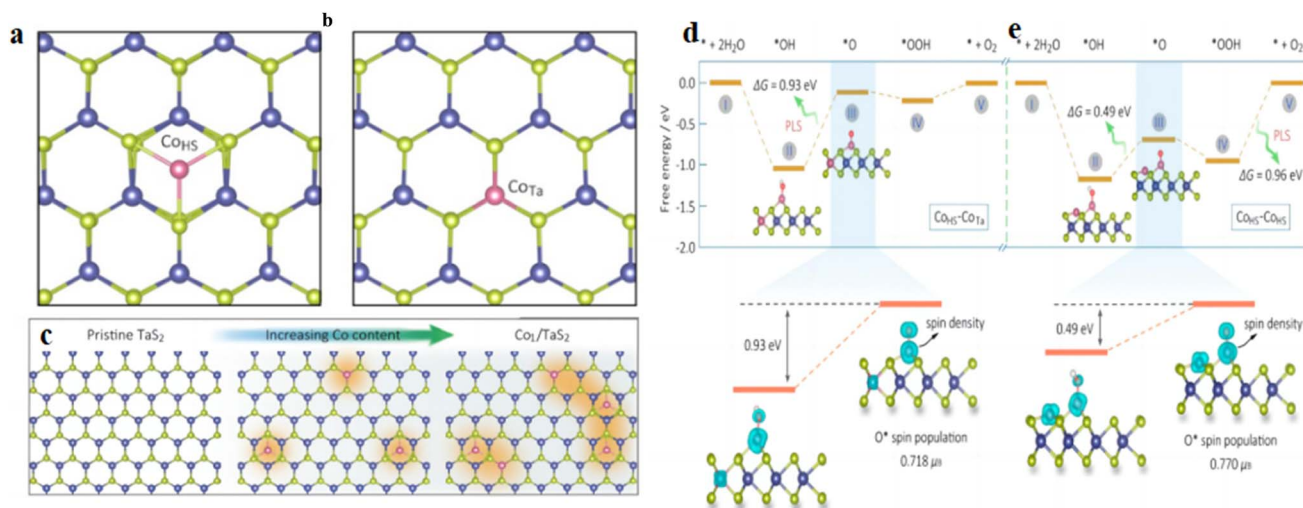 a
b
CoHS
CoTa
c
Pristine TaS2
Increasing Co content
Co1/TaS2
d
* + 2H2O
*OH
*O
*OOH
* + O2
0.0
-0.5
-1.0
-1.5
-2.0
Free energy / eV
ΔG = 0.93 eV
PLS
I
II
III
IV
V
CoHS-CoTa
0.93 eV
spin density
O* spin population
0.718 μB
e
* + 2H2O
*OH
*O
*OOH
* + O2
ΔG = 0.49 eV
PLS
ΔG = 0.96 eV
I
II
III
IV
V
CoHS-CoHS
0.49 eV
spin density
O* spin population
0.770 μB